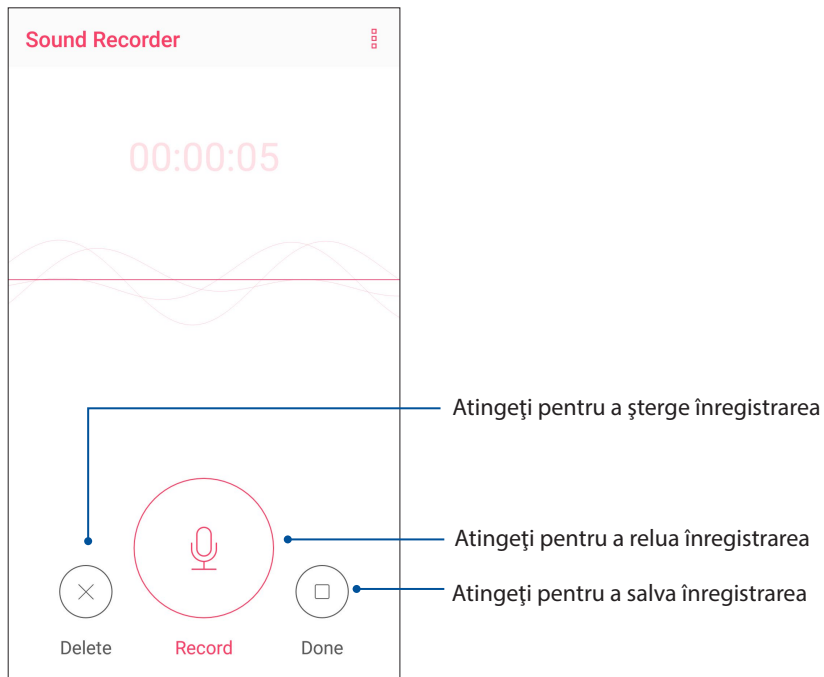 Sound Recorder
00:00:05
Atingeţi pentru a şterge înregistrarea
Atingeţi pentru a relua înregistrarea
Atingeţi pentru a salva înregistrarea
Delete
Record
Done